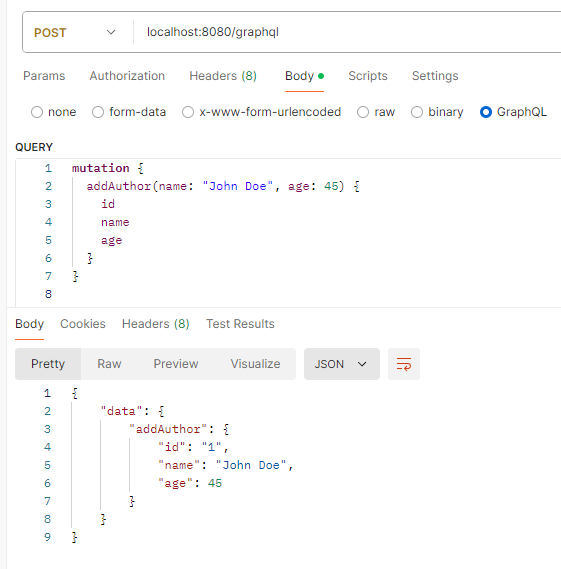 POST localhost:8080/graphql
Params Authorization Headers (8) Body Scripts Settings
none form-data x-www-form-urlencoded raw binary GraphQL
QUERY
1 mutation {
2 addAuthor(name: "John Doe", age: 45) {
3 id
4 name
5 age
6 }
7 }
8
Body Cookies Headers (8) Test Results
Pretty Raw Preview Visualize JSON
1 {
2 "data": {
3 "addAuthor": {
4 "id": "1",
5 "name": "John Doe",
6 "age": 45
7 }
8 }
9 }